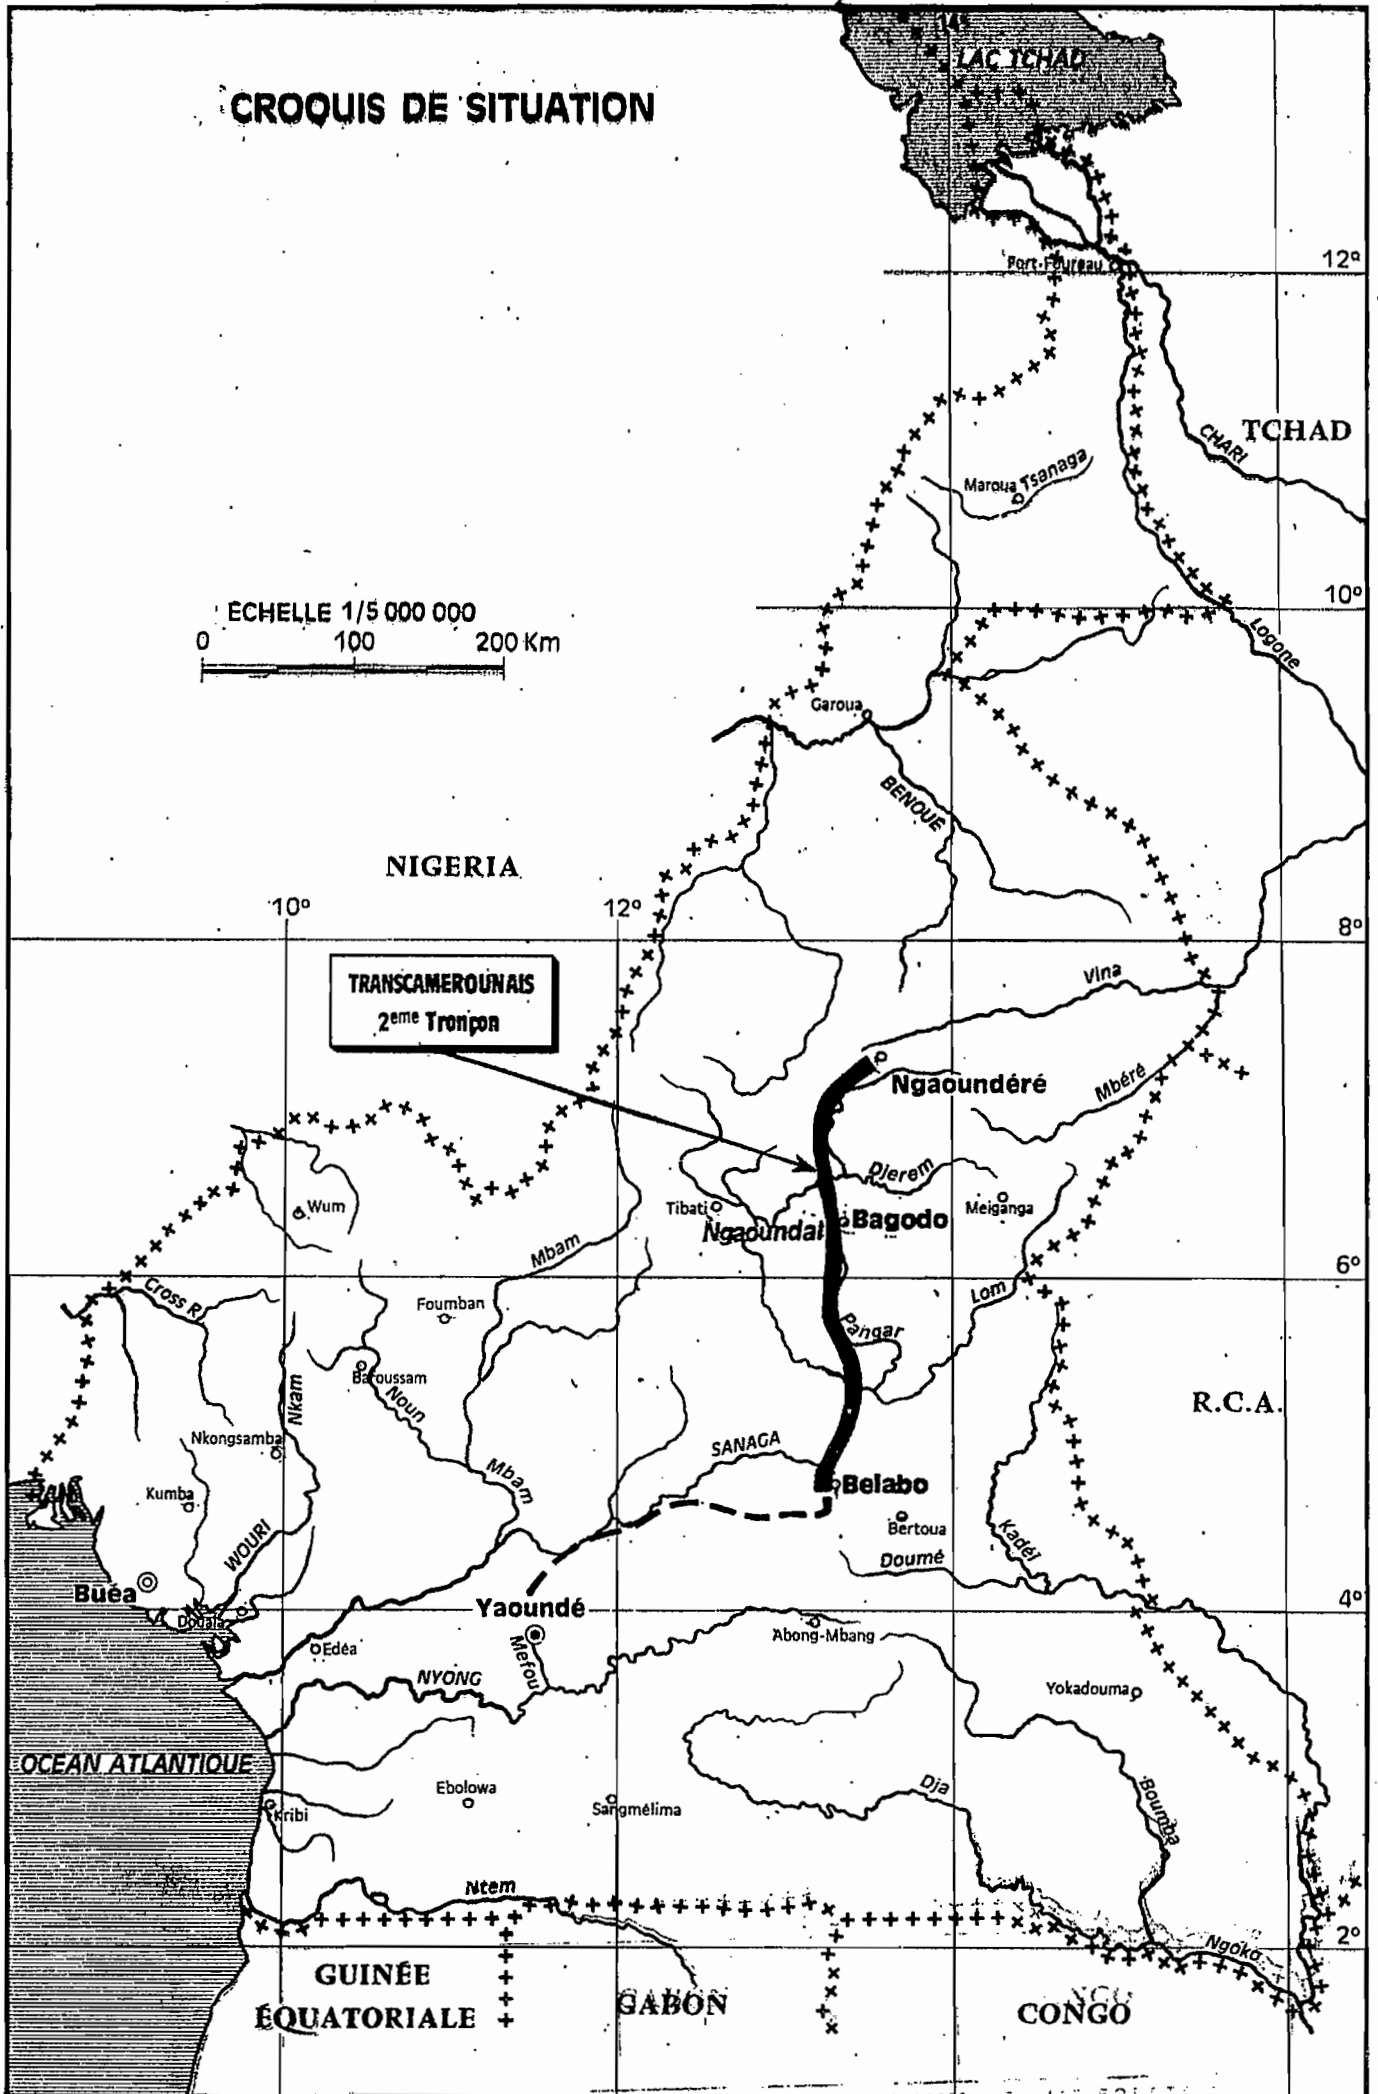 14°
LAC TCHAD
CROQUIS DE SITUATION
Fort-Foureau
12°
TCHAD
CHARI
Maroua
Tsanaga
10°
ECHELLE 1/5 000 000
0 100 200 Km
Logone
Garoua
BENOUE
NIGERIA
10°
12°
8°
TRANSCAMEROUNAIS
2eme Tronçon
Vina
Ngaoundéré
Mbéré
Djerem
Wum
Tibati
Meiganga
Ngaoundal
Bagodo
Mbam
6°
Cross R.
Foumban
Lom
Pangar
Bafoussam
Noun
Nkam
R.C.A.
Nkongsamba
SANAGA
Mbam
Kumba
Belabo
Bertoua
WOURI
Kadéi
Doumé
Buéa
Yaoundé
4°
Douala
Edéa
Mefou
Abong-Mbang
NYONG
Yokadouma
OCEAN ATLANTIQUE
Ebolowa
Sangmélima
Kribi
Dja
Boumba
Ntem
Ngoko
2°
GUINÉE
ÉQUATORIALE
GABON
CONGO